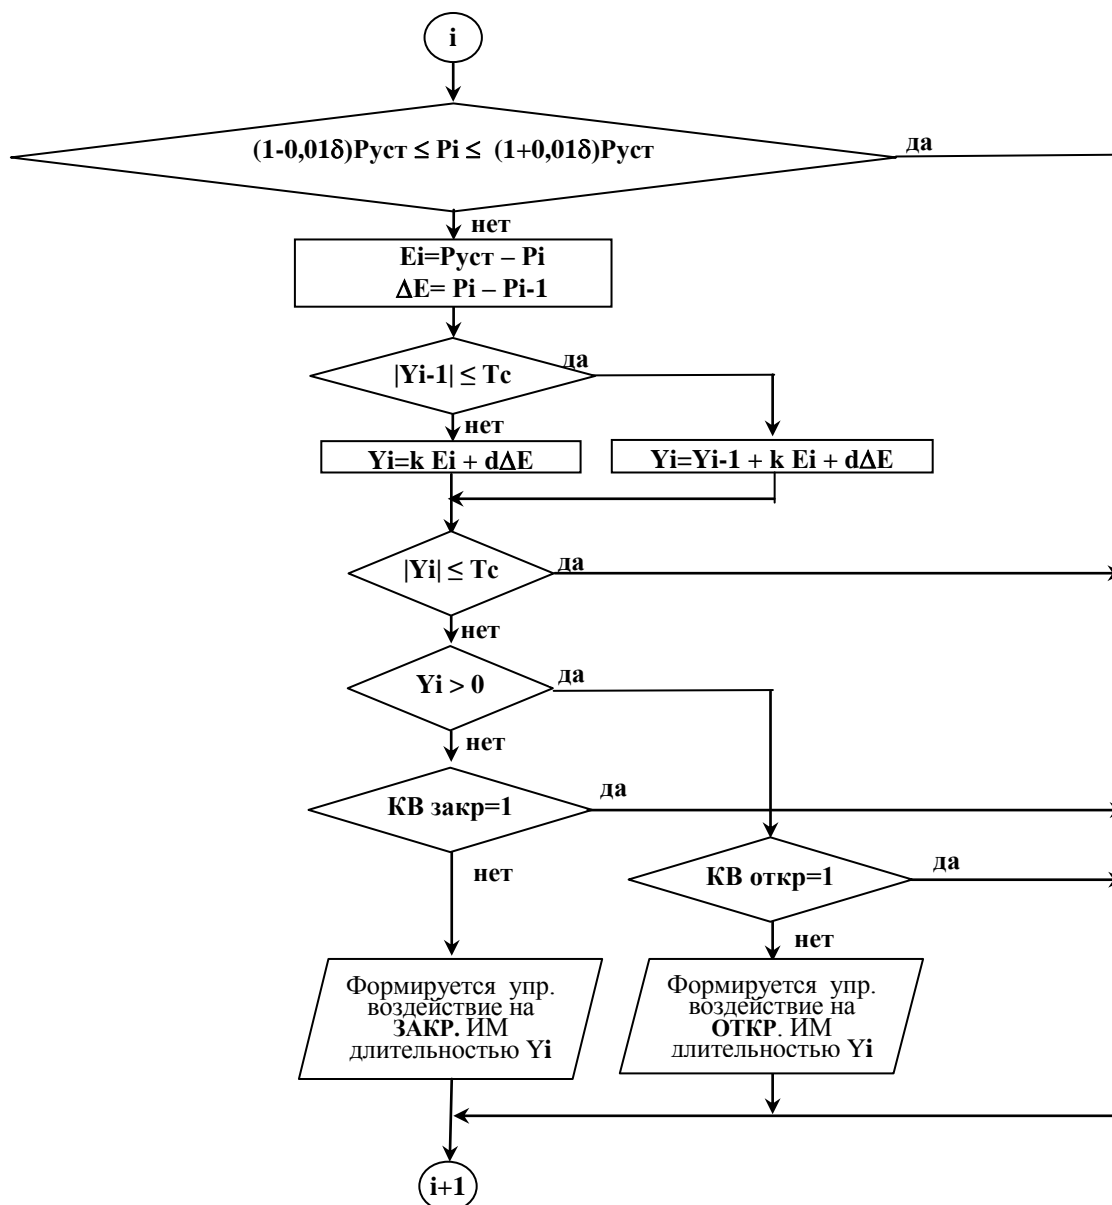 i
(1-0,01δ)Руст ≤ Pi ≤ (1+0,01δ)Руст
да
нет
Ei=Руст – Pi
ΔE= Pi – Pi-1
да
|Yi-1| ≤ Тс
нет
Yi=k Ei + dΔE
Yi=Yi-1 + k Ei + dΔE
|Yi| ≤ Тс
да
нет
Yi > 0
да
нет
КВ закр=1
да
нет
КВ откр=1
да
нет
Формируется упр.
воздействие на
ЗАКР. ИМ
длительностью Yi
Формируется упр.
воздействие на
ОТКР. ИМ
длительностью Yi
i+1